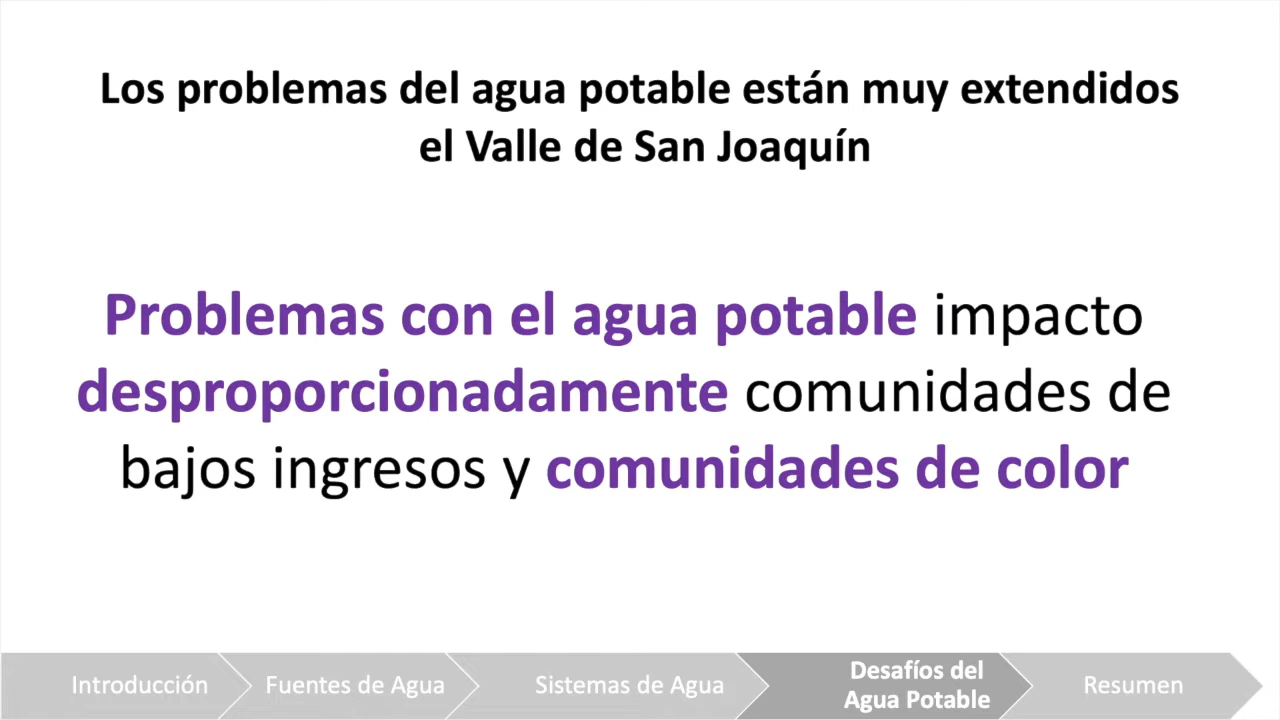 Los problemas del agua potable están muy extendidos
el Valle de San Joaquín
Problemas con el agua potable impacto
desproporcionadamente comunidades de
bajos ingresos y comunidades de color
Introducción
Fuentes de Agua
Sistemas de Agua
Desafíos del
Agua Potable
Resumen